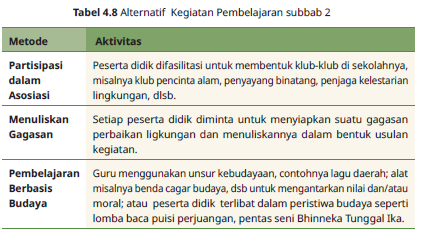 Tabel 4.8 Alternatif Kegiatan Pembelajaran subbab 2
Metode Aktivitas
Partisipasi Peserta didik difasilitasi untuk membentuk klub-klub di sekolahnya,
dalam misalnya klub pencinta alam, penyayang binatang, penjaga kelestarian
Asosiasi lingkungan, dlsb.
Menuliskan Setiap peserta didik diminta untuk menyiapkan suatu gagasan
Gagasan perbaikan ligkungan dan menuliskannya dalam bentuk usulan
kegiatan.
Pembelajaran Guru menggunakan unsur kebudayaan, contohnya lagu daerah; alat
Berbasis misalnya benda cagar budaya, dsb untuk mengantarkan nilai dan/atau
Budaya moral; atau peserta didik terlibat dalam peristiwa budaya seperti
lomba baca puisi perjuangan, pentas seni Bhinneka Tunggal Ika.